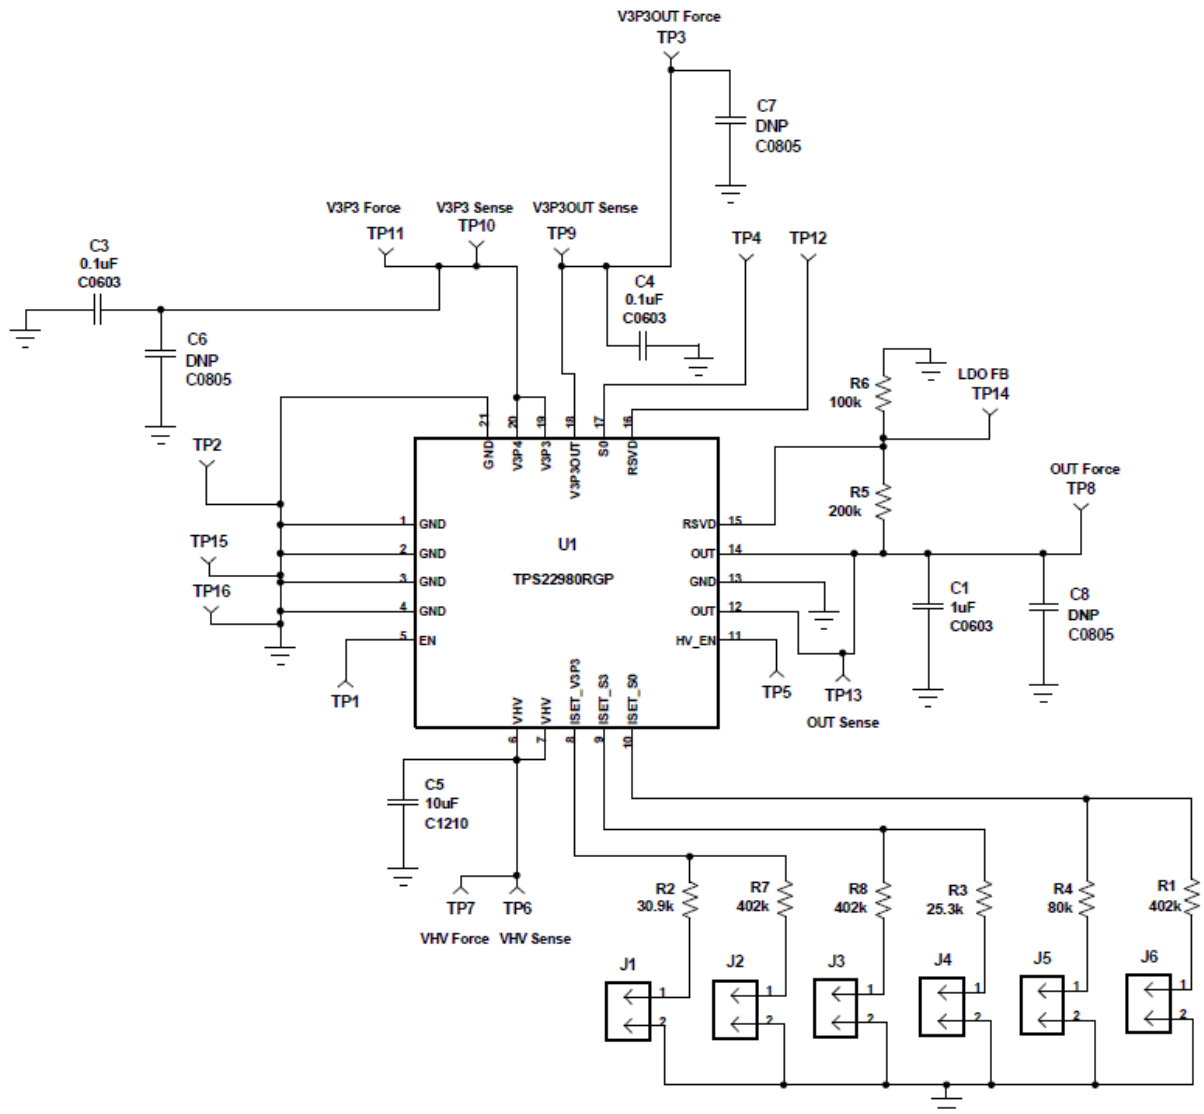 V3P3OUT Force
TP3
C7
DNP
C0805
V3P3 Force
TP11
V3P3 Sense
TP10
V3P3OUT Sense
TP9
TP4
TP12
C3
0.1uF
C0603
C4
0.1uF
C0603
C6
DNP
C0805
R6
100k
LDO FB
TP14
TP2
21
20
19
18
17
16
GND
V3P4
V3P3
V3P3OUT
S0
RSVD
OUT Force
TP8
R5
200k
1 GND
2 GND
3 GND
4 GND
5 EN
U1
TPS22980RGP
RSVD 15
OUT 14
GND 13
OUT 12
HV_EN 11
TP15
TP16
TP1
C1
1uF
C0603
C8
DNP
C0805
TP5
TP13
OUT Sense
VHV
VHV
ISET_V3P3
ISET_S3
ISET_S0
6
7
8
9
10
C5
10uF
C1210
TP7
TP6
VHV Force
VHV Sense
R2
30.9k
R7
402k
R8
402k
R3
25.3k
R4
80k
R1
402k
J1
1
2
J2
1
2
J3
1
2
J4
1
2
J5
1
2
J6
1
2